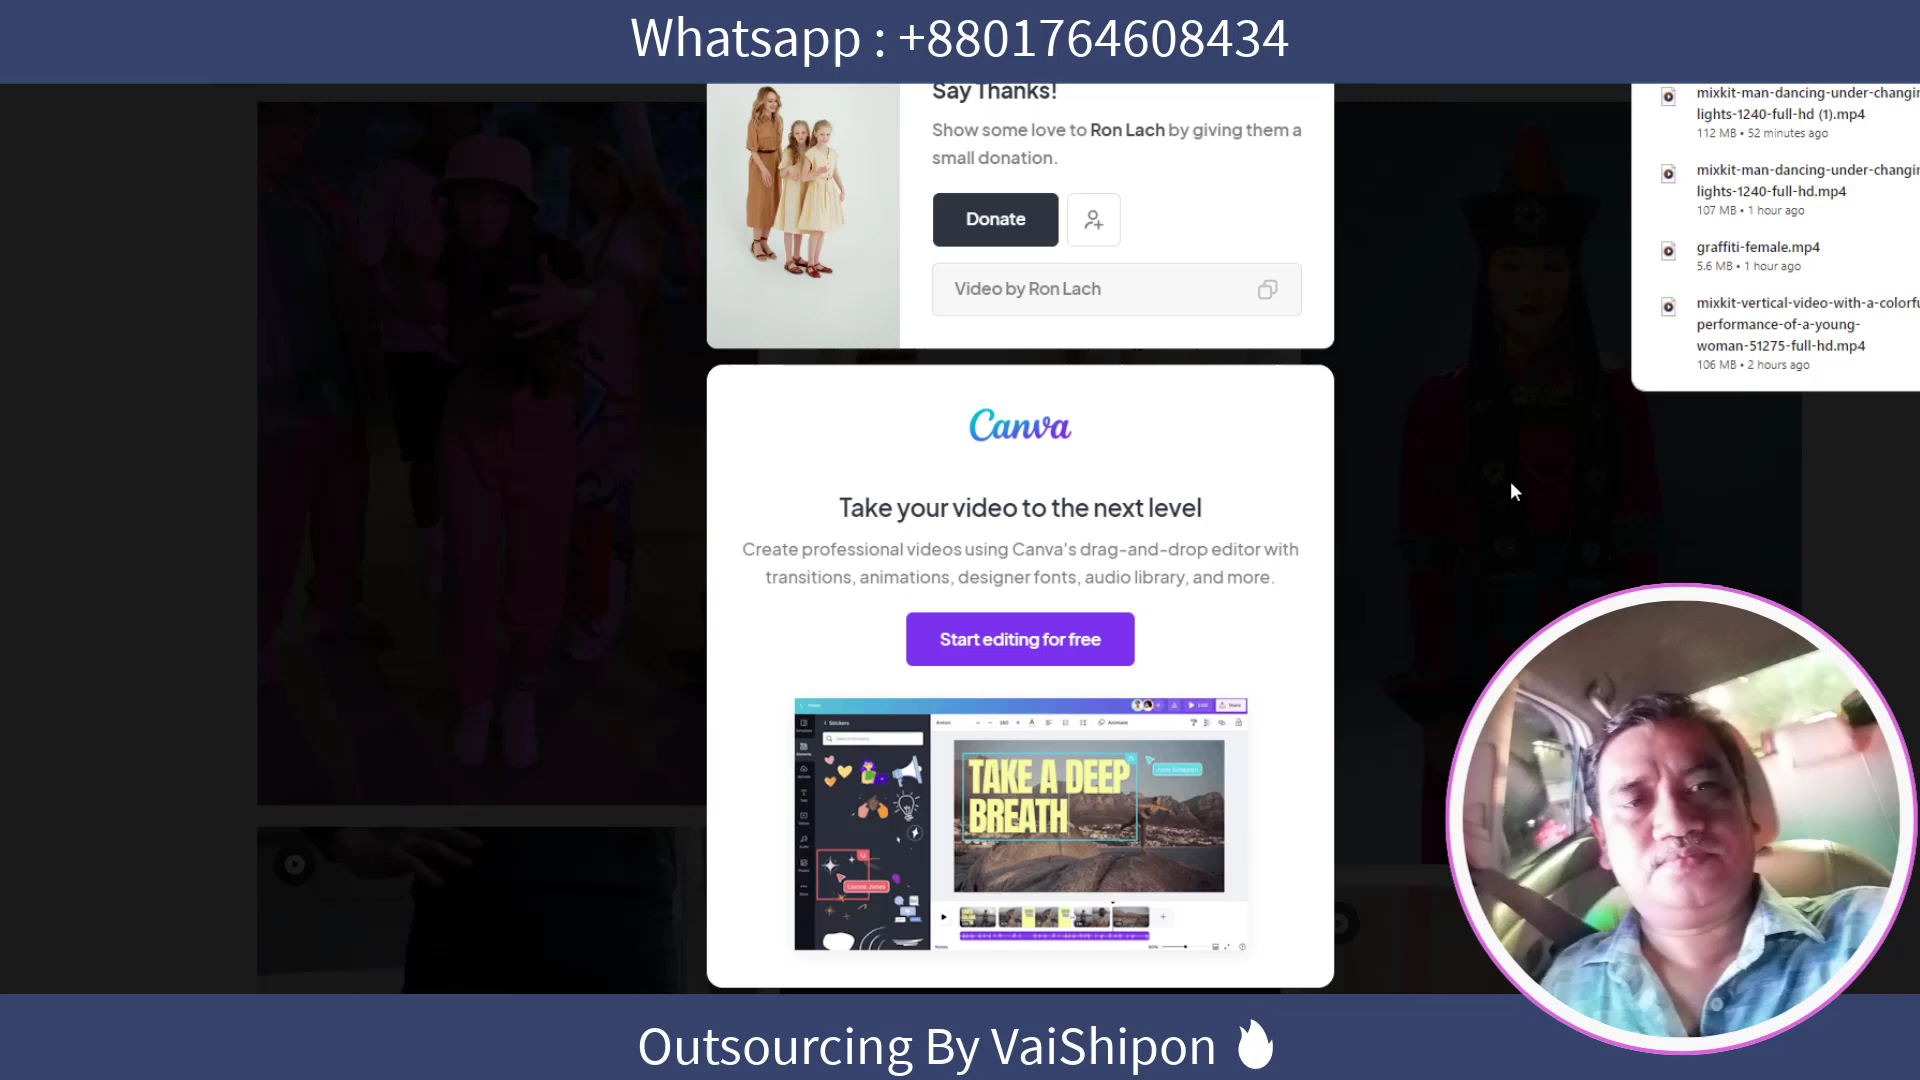 Whatsapp : +8801764608434
Say Thanks!
Show some love to Ron Lach by giving them a
small donation.
Donate
Video by Ron Lach
mixkit-man-dancing-under-changin
lights-1240-full-hd (1).mp4
112 MB • 52 minutes ago
mixkit-man-dancing-under-changin
lights-1240-full-hd.mp4
107 MB • 1 hour ago
graffiti-female.mp4
5.6 MB • 1 hour ago
mixkit-vertical-video-with-a-colorfu
performance-of-a-young-
woman-51275-full-hd.mp4
106 MB • 2 hours ago
Canva
Take your video to the next level
Create professional videos using Canva's drag-and-drop editor with
transitions, animations, designer fonts, audio library, and more.
Start editing for free
Stickers
Animate
Share
TAKE A DEEP
BREATH
Outsourcing By VaiShipon